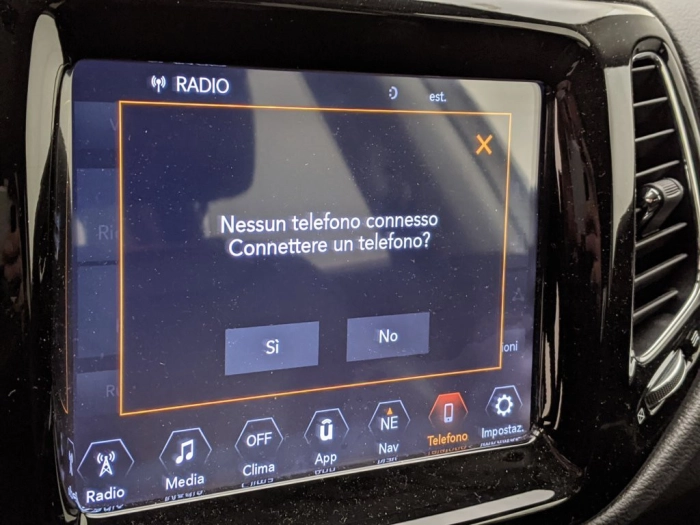 RADIO
est.
Nessun telefono connesso
Connettere un telefono?
Sì
No
ioni
Radio
Media
OFF
Clima
App
NE
Nav
Telefono
Impostaz.